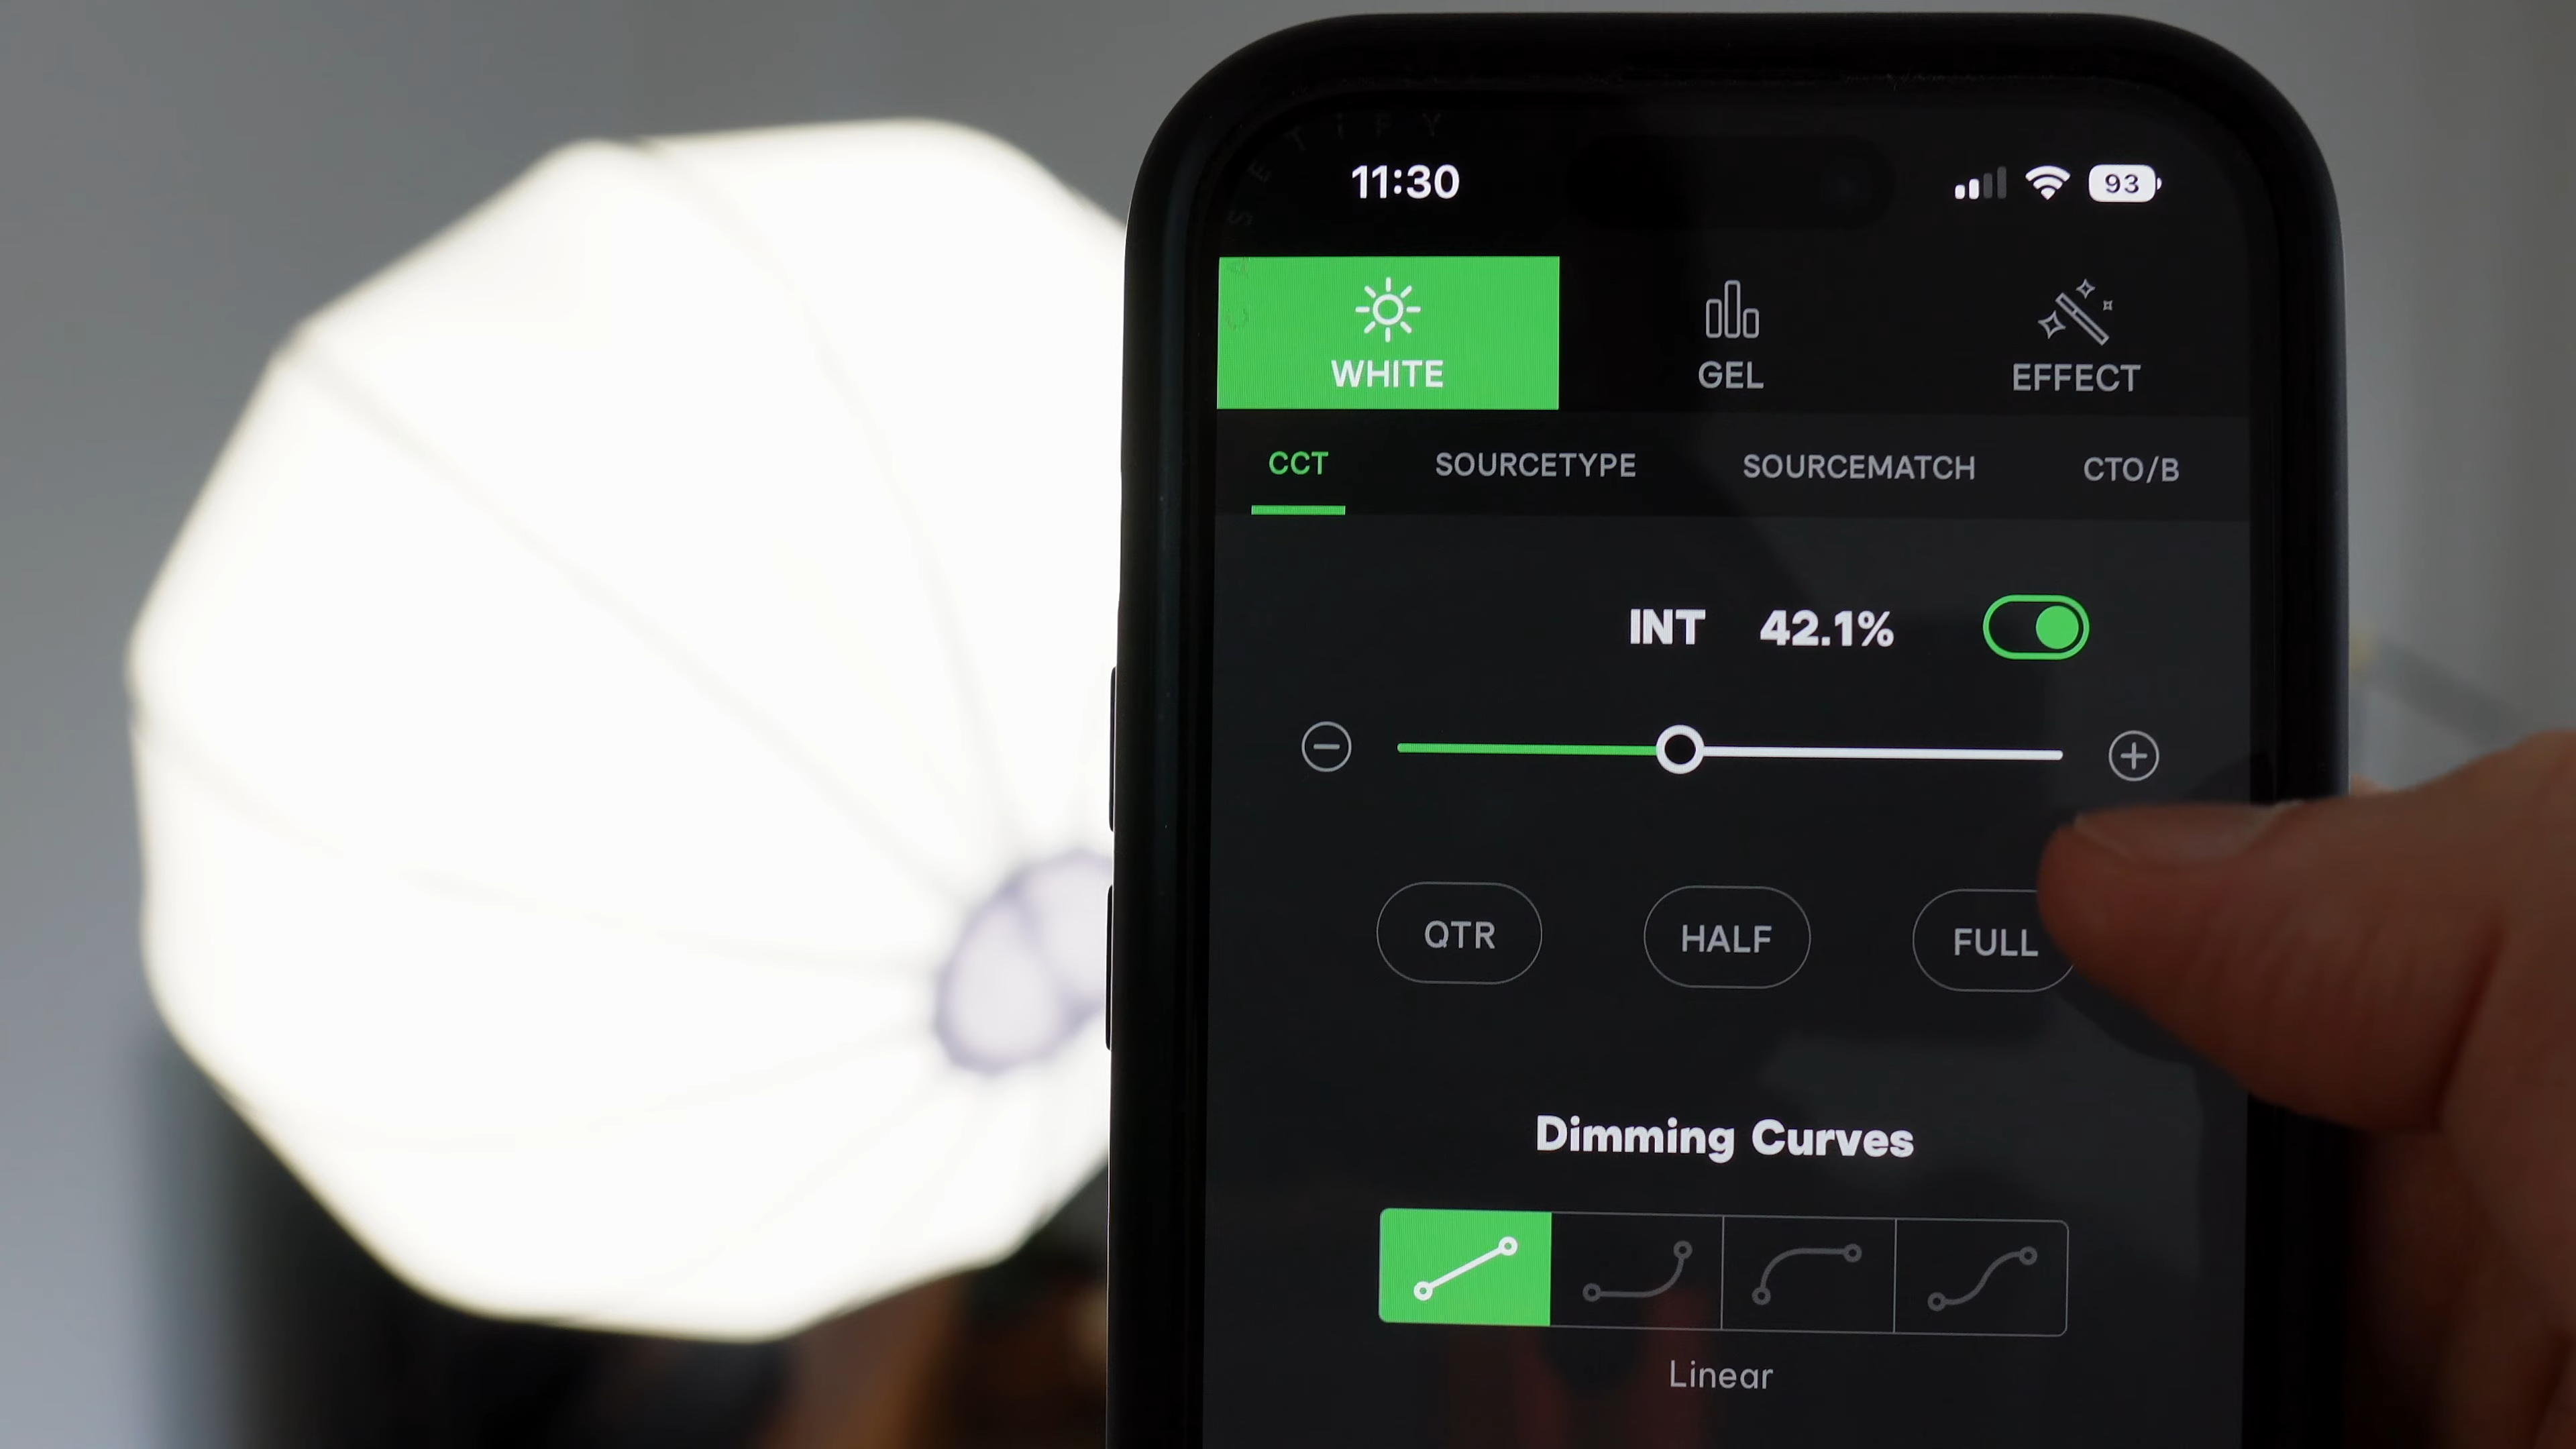 11:30 93
WHITE GEL EFFECT
CCT SOURCETYPE SOURCEMATCH CTO/B
INT 42.1%
QTR HALF FULL
Dimming Curves
Linear